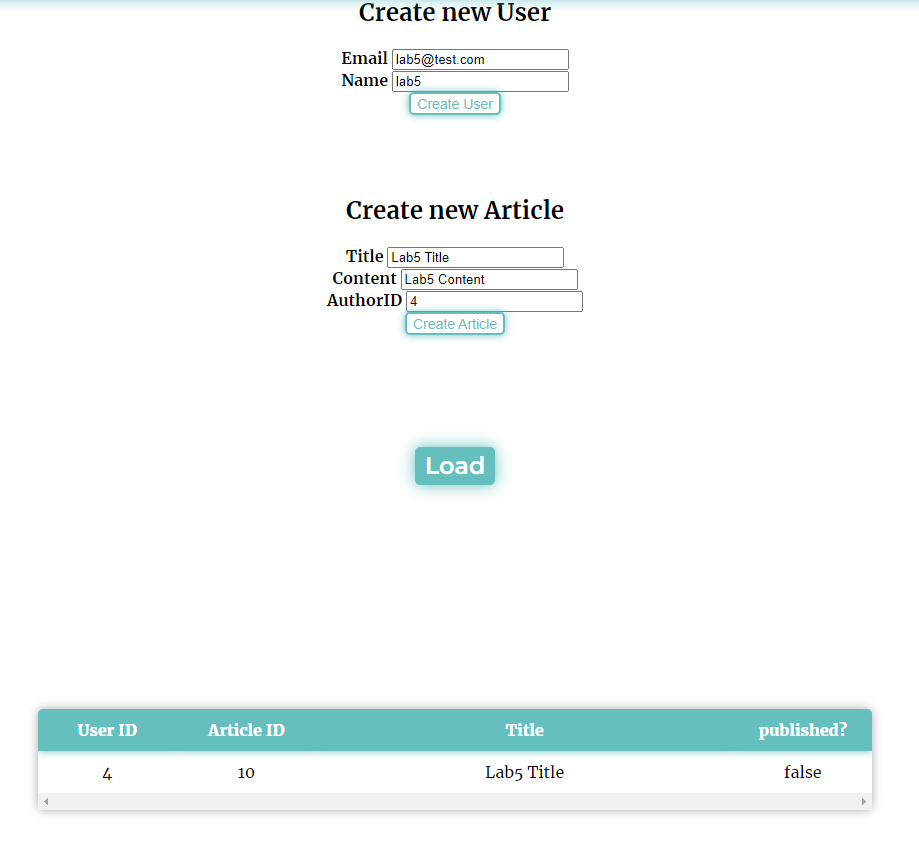 Create new User
Email lab5@test.com
Name lab5
Create User
Create new Article
Title Lab5 Title
Content Lab5 Content
AuthorID 4
Create Article
Load
User ID Article ID Title published?
4 10 Lab5 Title false